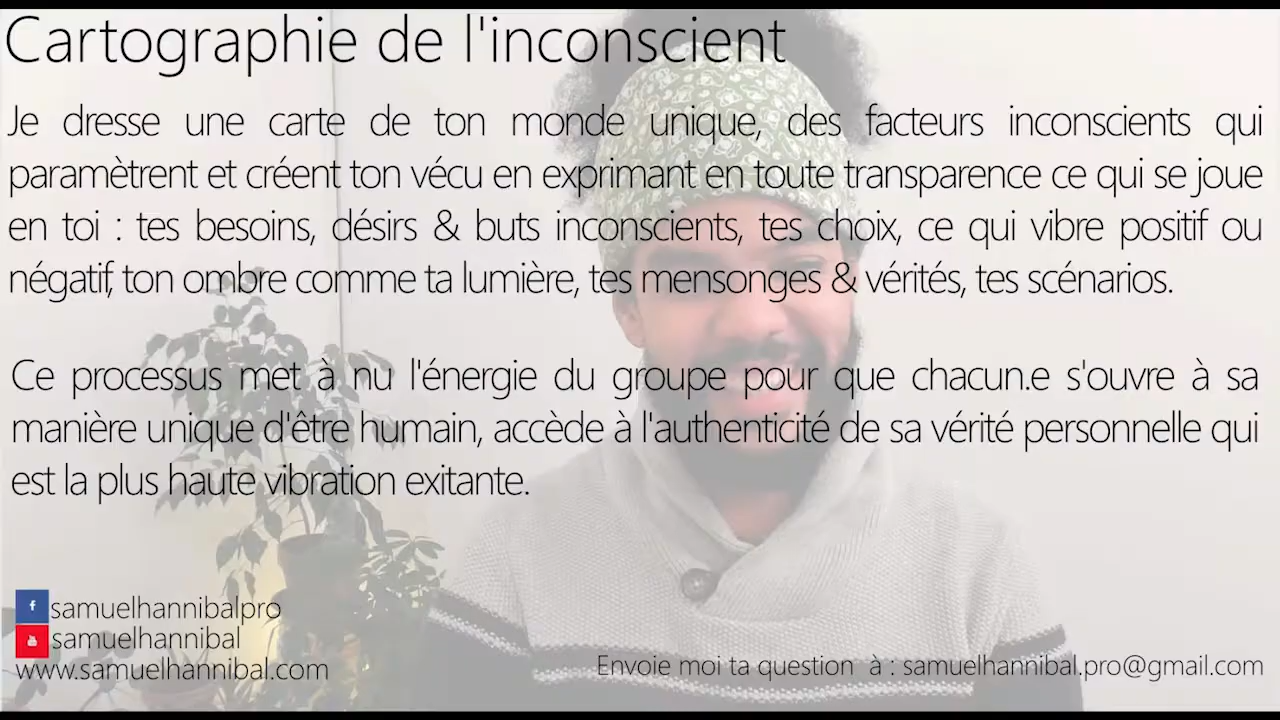 Cartographie de l'inconscient
Je dresse une carte de ton monde unique, des facteurs inconscients qui
paramètrent et créent ton vécu en exprimant en toute transparence ce qui se joue
en toi : tes besoins, désirs & buts inconscients, tes choix, ce qui vibre positif ou
négatif, ton ombre comme ta lumière, tes mensonges & vérités, tes scénarios.
Ce processus met à nu l'énergie du groupe pour que chacun.e s'ouvre à sa
manière unique d'être humain, accède à l'authenticité de sa vérité personnelle qui
est la plus haute vibration exitante.
samuelhannibalpro
samuelhannibal
www.samuelhannibal.com
Envoie moi ta question à : samuelhannibal.pro@gmail.com